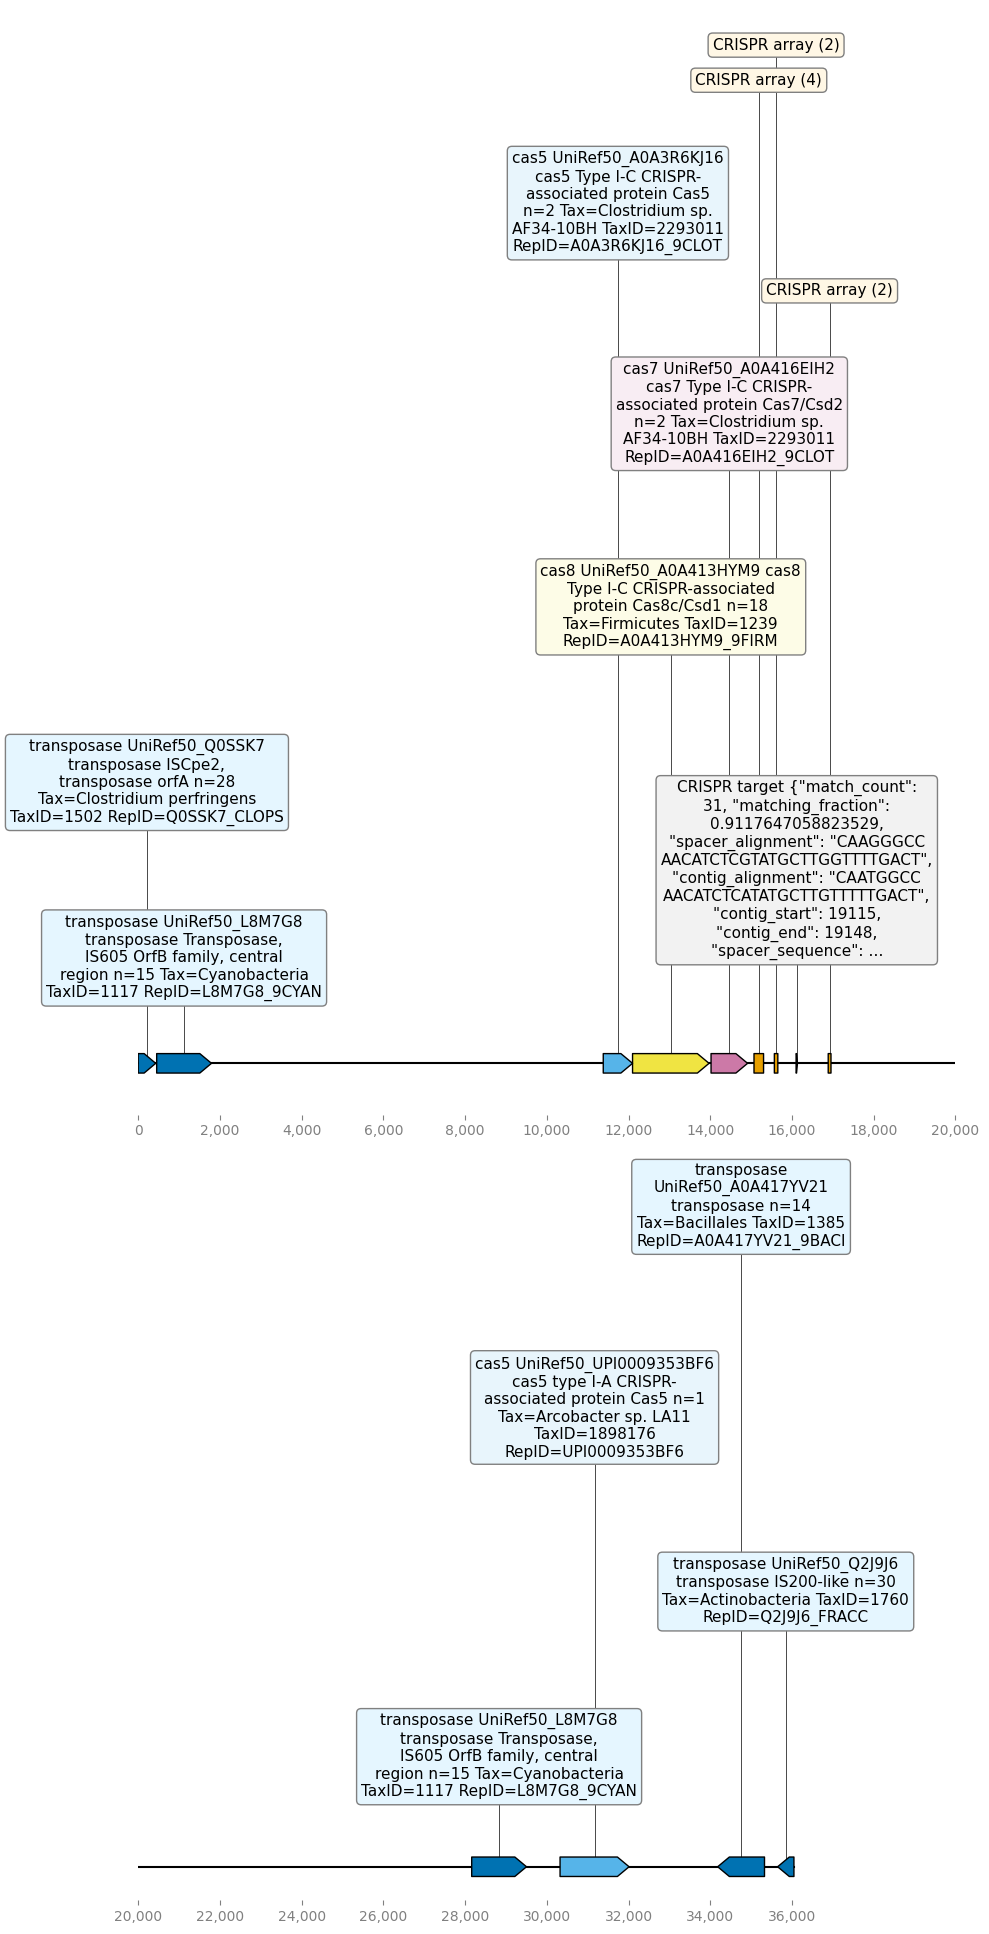 CRISPR array (2)
CRISPR array (4)
cas5 UniRef50_A0A3R6KJ16
cas5 Type I-C CRISPR-
associated protein Cas5
n=2 Tax=Clostridium sp.
AF34-10BH TaxID=2293011
RepID=A0A3R6KJ16_9CLOT
CRISPR array (2)
cas7 UniRef50_A0A416EIH2
cas7 Type I-C CRISPR-
associated protein Cas7/Csd2
n=2 Tax=Clostridium sp.
AF34-10BH TaxID=2293011
RepID=A0A416EIH2_9CLOT
cas8 UniRef50_A0A413HYM9 cas8
Type I-C CRISPR-associated
protein Cas8c/Csd1 n=18
Tax=Firmicutes TaxID=1239
RepID=A0A413HYM9_9FIRM
transposase UniRef50_Q0SSK7
transposase ISCpe2,
transposase orfA n=28
Tax=Clostridium perfringens
TaxID=1502 RepID=Q0SSK7_CLOPS
CRISPR target {"match_count":
31, "matching_fraction":
0.9117647058823529,
"spacer_alignment": "CAAGGGCC
AACATCTCGTATGCTTGGTTTTGACT",
"contig_alignment": "CAATGGCC
AACATCTCATATGCTTGTTTTTGACT",
"contig_start": 19115,
"contig_end": 19148,
"spacer_sequence": ...
transposase UniRef50_L8M7G8
transposase Transposase,
IS605 OrfB family, central
region n=15 Tax=Cyanobacteria
TaxID=1117 RepID=L8M7G8_9CYAN
0 2,000 4,000 6,000 8,000 10,000 12,000 14,000 16,000 18,000 20,000
transposase
UniRef50_A0A417YV21
transposase n=14
Tax=Bacillales TaxID=1385
RepID=A0A417YV21_9BACI
cas5 UniRef50_UPI0009353BF6
cas5 type I-A CRISPR-
associated protein Cas5 n=1
Tax=Arcobacter sp. LA11
TaxID=1898176
RepID=UPI0009353BF6
transposase UniRef50_Q2J9J6
transposase IS200-like n=30
Tax=Actinobacteria TaxID=1760
RepID=Q2J9J6_FRACC
transposase UniRef50_L8M7G8
transposase Transposase,
IS605 OrfB family, central
region n=15 Tax=Cyanobacteria
TaxID=1117 RepID=L8M7G8_9CYAN
20,000 22,000 24,000 26,000 28,000 30,000 32,000 34,000 36,000